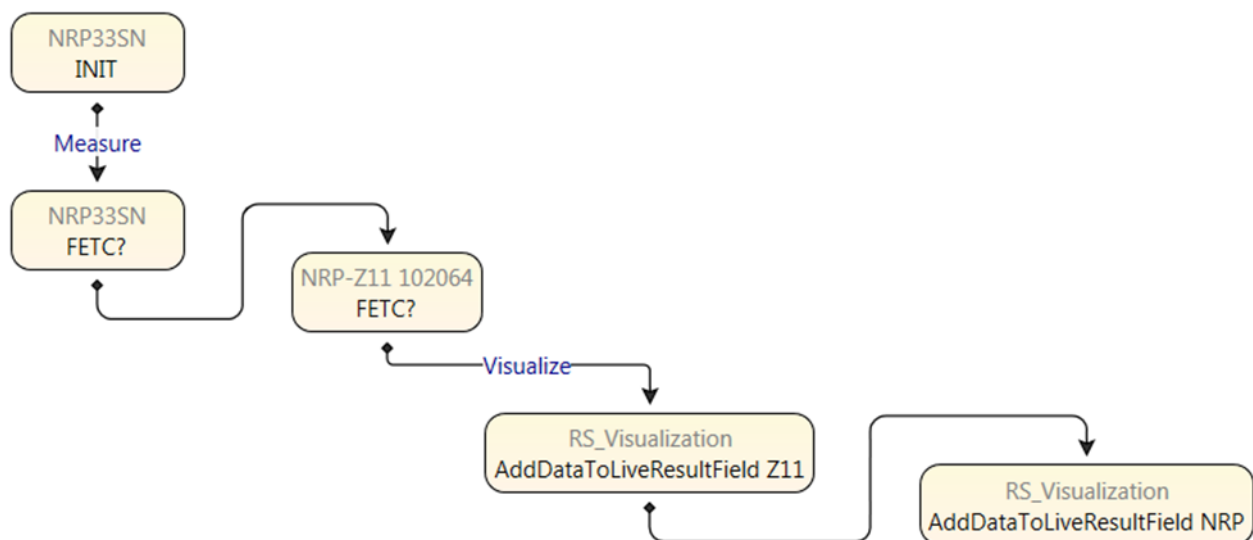 NRP33SN
INIT
Measure
NRP33SN
FETC?
NRP-Z11 102064
FETC?
Visualize
RS_Visualization
AddDataToLiveResultField Z11
RS_Visualization
AddDataToLiveResultField NRP